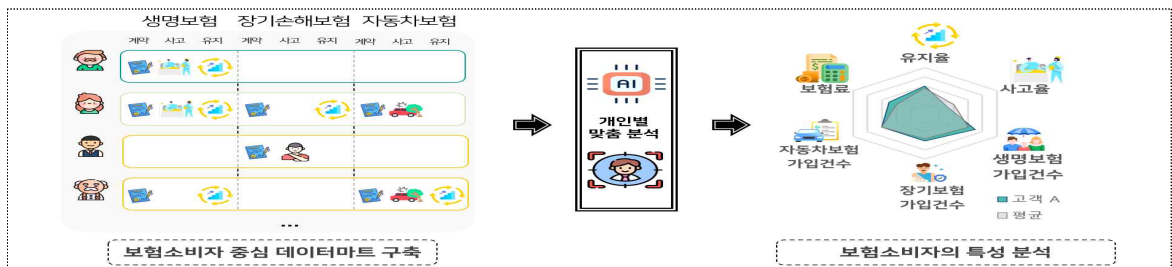 생명보험 장기손해보험 자동차보험
계약 사고 유지 계약 사고 유지 계약 사고 유지
...
보험소비자 중심 데이터마트 구축
AI
개인별
맞춤 분석
유지율
보험료
사고율
자동차보험
가입건수
생명보험
가입건수
장기보험
가입건수
고객 A
평균
보험소비자의 특성 분석